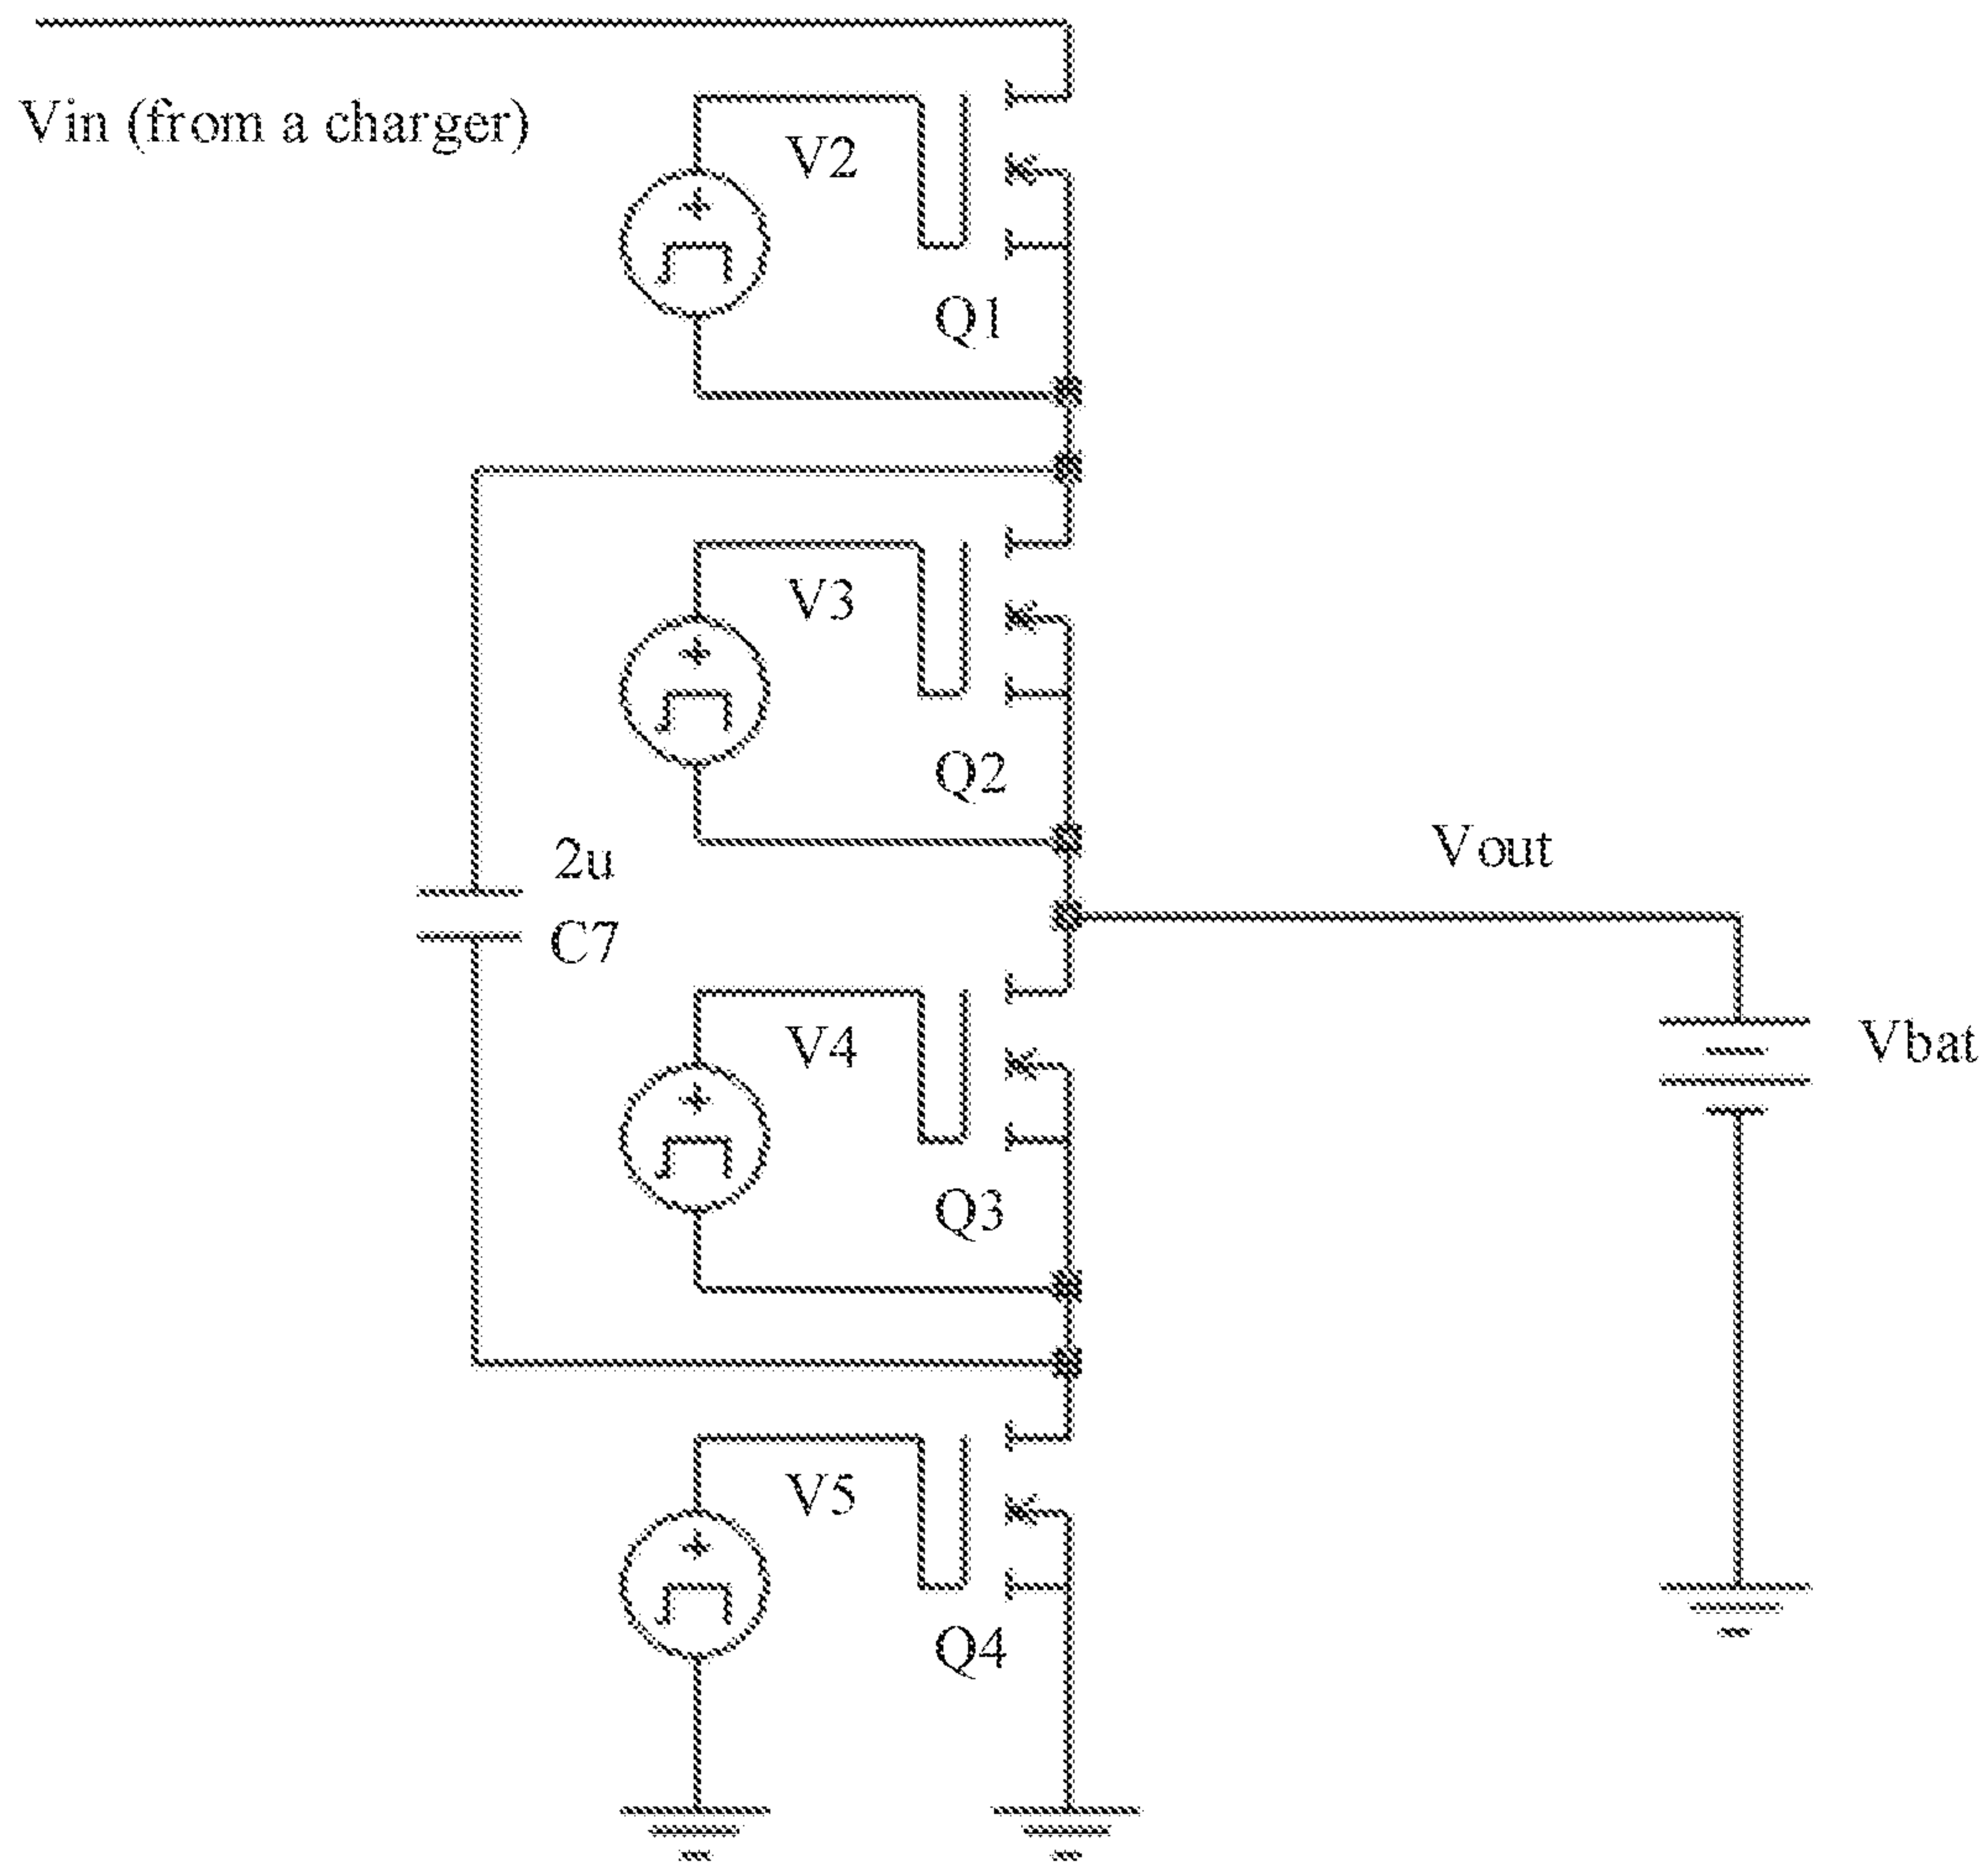 Vin (from a charger)
V2
Q1
V3
Q2
2u
C7
Vout
V4
Vbat
Q3
V5
Q4